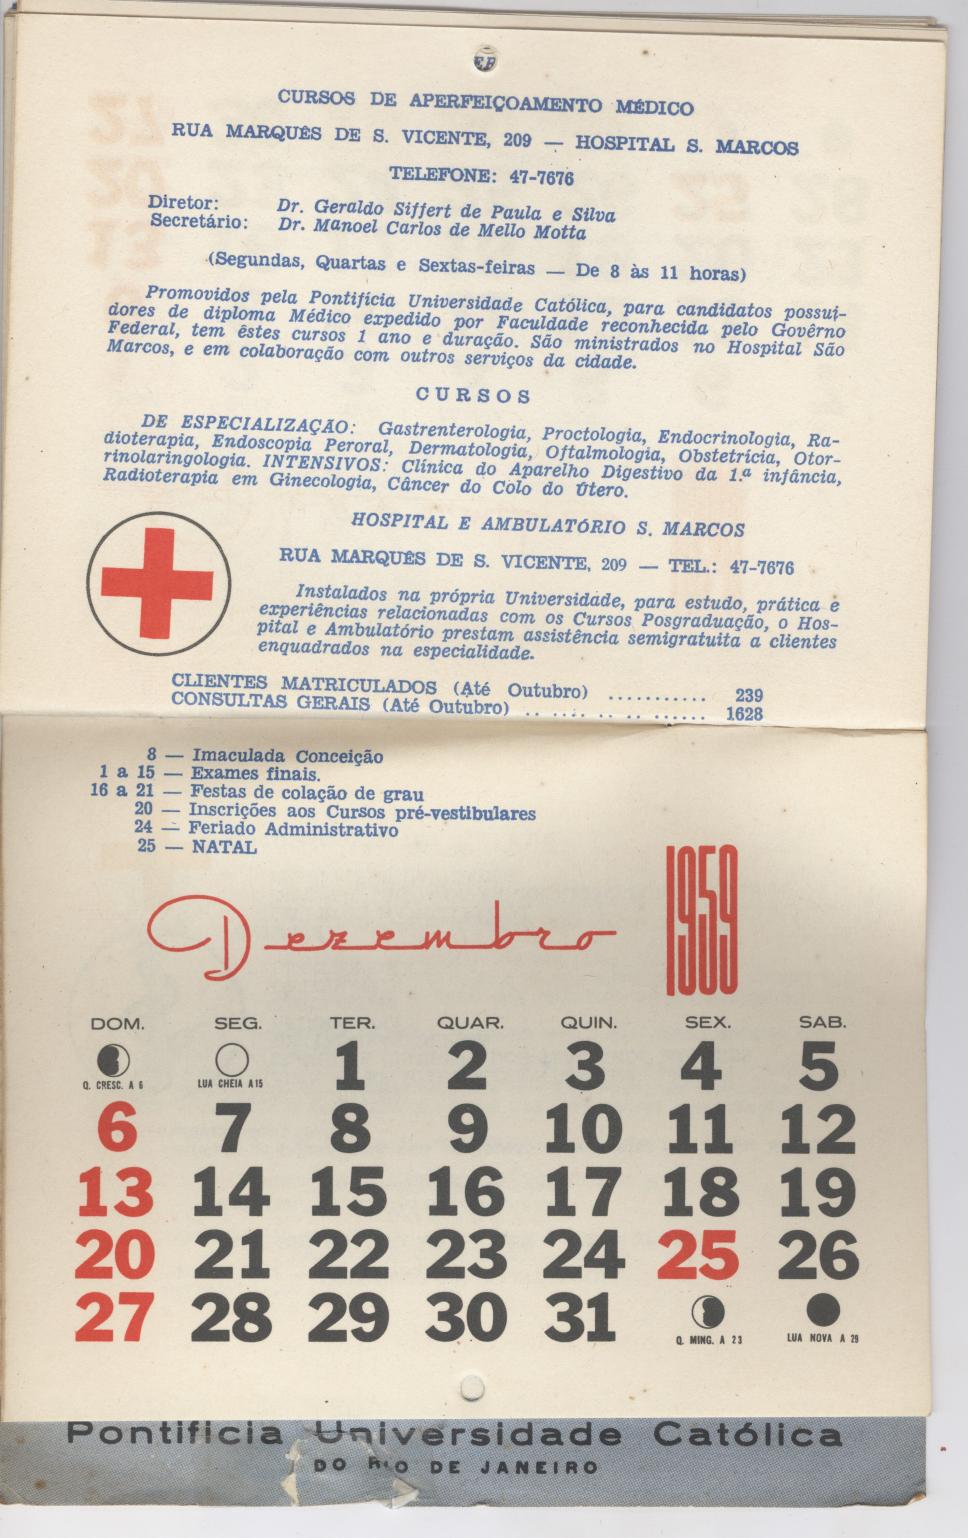 CURSOS DE APERFEIÇOAMENTO MÉDICO
RUA MARQUÊS DE S. VICENTE, 209 — HOSPITAL S. MARCOS
TELEFONE: 47-7676
Diretor: Dr. Geraldo Siffert de Paula e Silva
Secretário: Dr. Manoel Carlos de Mello Motta
(Segundas, Quartas e Sextas-feiras — De 8 às 11 horas)
Promovidos pela Pontifícia Universidade Católica, para candidatos possui-
dores de diploma Médico expedido por Faculdade reconhecida pelo Govêrno
Federal, tem êstes cursos 1 ano e duração. São ministrados no Hospital São
Marcos, e em colaboração com outros serviços da cidade.
CURSOS
DE ESPECIALIZAÇÃO: Gastrenterologia, Proctologia, Endocrinologia, Ra-
dioterapia, Endoscopia Peroral, Dermatologia, Oftalmologia, Obstetrícia, Otor-
rinolaringologia. INTENSIVOS: Clínica do Aparelho Digestivo da 1.ª infância,
Radioterapia em Ginecologia, Câncer do Colo do Útero.
HOSPITAL E AMBULATÓRIO S. MARCOS
RUA MARQUÊS DE S. VICENTE, 209 — TEL.: 47-7676
Instalados na própria Universidade, para estudo, prática e
experiências relacionadas com os Cursos Posgraduação, o Hos-
pital e Ambulatório prestam assistência semigratuita a clientes
enquadrados na especialidade.
CLIENTES MATRICULADOS (Até Outubro) ........... 239
CONSULTAS GERAIS (Até Outubro) .. .... .. .. ...... 1628
8 — Imaculada Conceição
1 a 15 — Exames finais.
16 a 21 — Festas de colação de grau
20 — Inscrições aos Cursos pré-vestibulares
24 — Feriado Administrativo
25 — NATAL
Dezembro 1959
DOM. SEG. TER. QUAR. QUIN. SEX. SAB.
Q. CRESC. A 6 LUA CHEIA A 15 1 2 3 4 5
6 7 8 9 10 11 12
13 14 15 16 17 18 19
20 21 22 23 24 25 26
27 28 29 30 31 Q. MING. A 23 LUA NOVA A 29
Pontifícia Universidade Católica
DO RIO DE JANEIRO